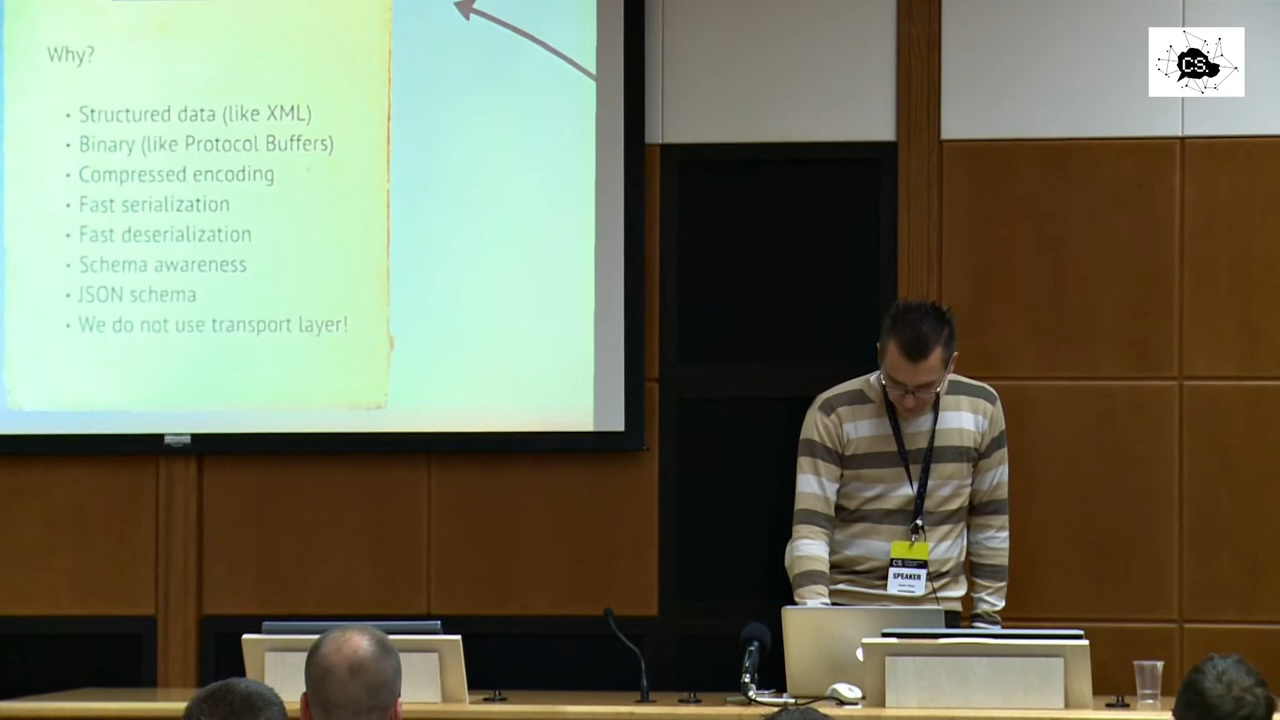 Why?
• Structured data (like XML)
• Binary (like Protocol Buffers)
• Compressed encoding
• Fast serialization
• Fast deserialization
• Schema awareness
• JSON schema
• We do not use transport layer!
CS.
CS
SPEAKER